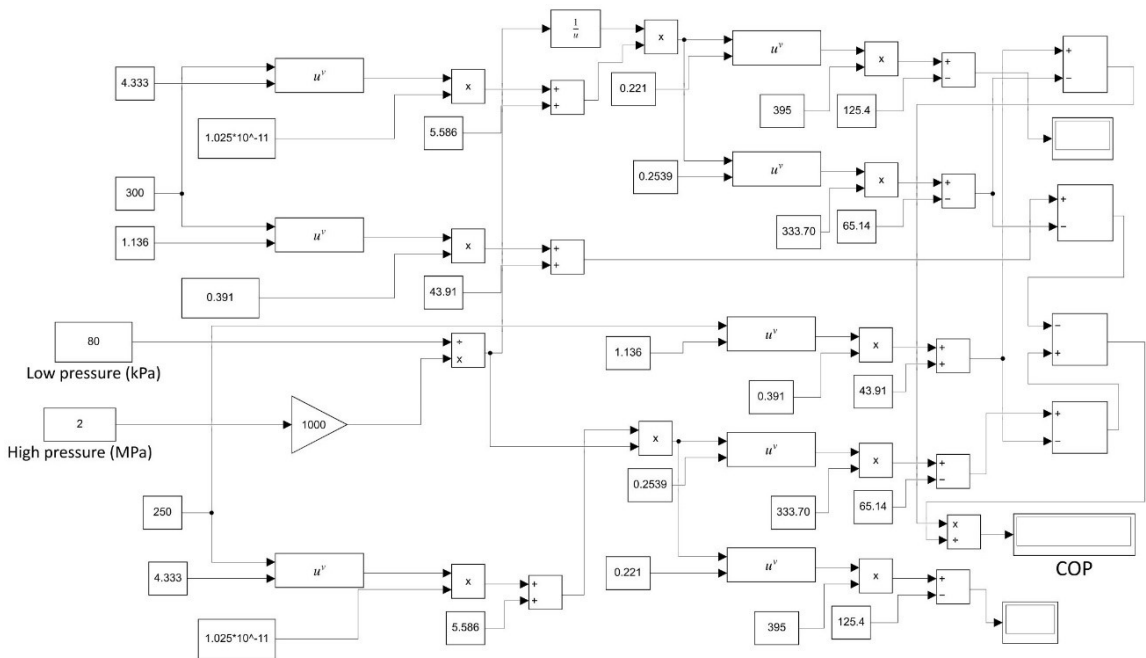 1
u
x
u^v
x
+
−
+
−
4.333
u^v
x
+
+
0.221
395
125.4
1.025*10^-11
5.586
0.2539
u^v
x
+
−
300
333.70
65.14
+
−
1.136
u^v
x
+
+
0.391
43.91
80
÷
x
1.136
u^v
x
+
+
−
+
Low pressure (kPa)
0.391
43.91
2
1000
x
u^v
x
+
−
+
−
High pressure (MPa)
0.2539
333.70
65.14
250
x
÷
4.333
u^v
x
+
+
0.221
u^v
x
+
−
COP
1.025*10^-11
5.586
395
125.4